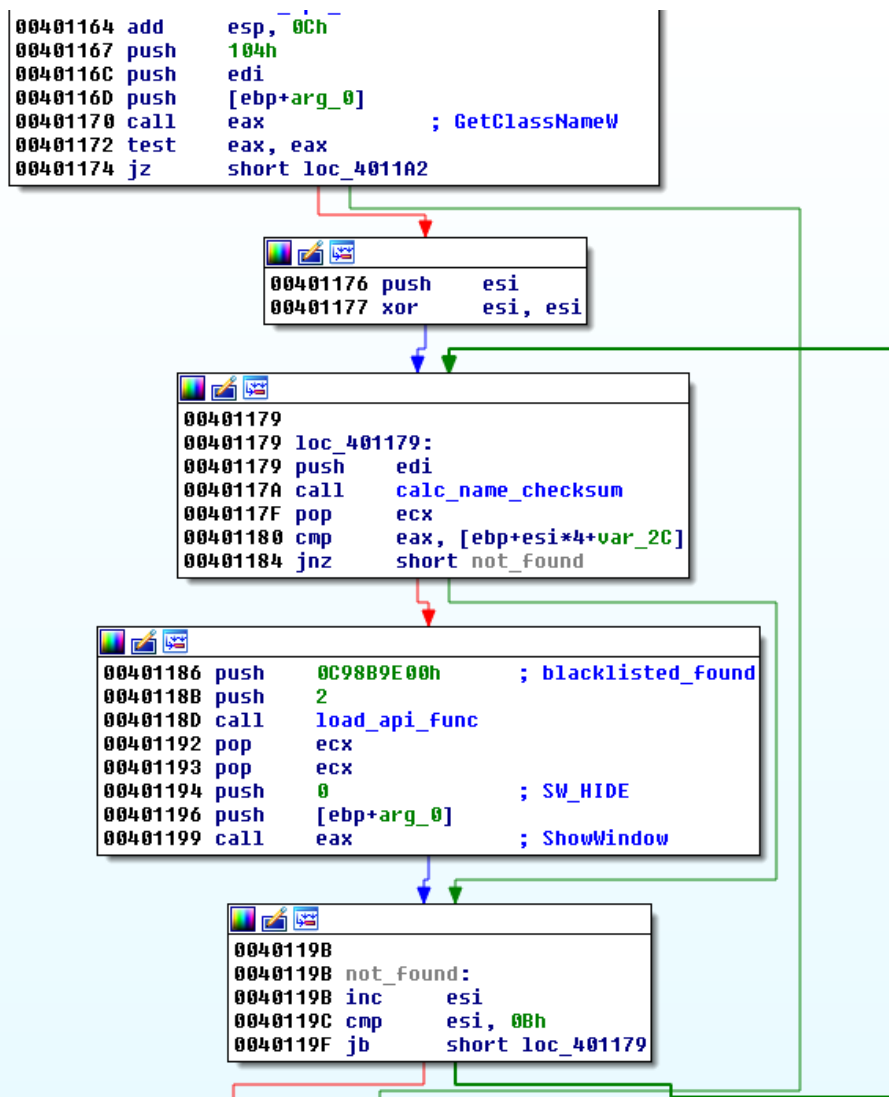 00401164 add esp, 0Ch
00401167 push 104h
0040116C push edi
0040116D push [ebp+arg_0]
00401170 call eax ; GetClassNameW
00401172 test eax, eax
00401174 jz short loc_4011A2
00401176 push esi
00401177 xor esi, esi
00401179
00401179 loc_401179:
00401179 push edi
0040117A call calc_name_checksum
0040117F pop ecx
00401180 cmp eax, [ebp+esi*4+var_2C]
00401184 jnz short not_found
00401186 push 0C98B9E00h ; blacklisted_found
0040118B push 2
0040118D call load_api_func
00401192 pop ecx
00401193 pop ecx
00401194 push 0 ; SW_HIDE
00401196 push [ebp+arg_0]
00401199 call eax ; ShowWindow
0040119B
0040119B not_found:
0040119B inc esi
0040119C cmp esi, 0Bh
0040119F jb short loc_401179